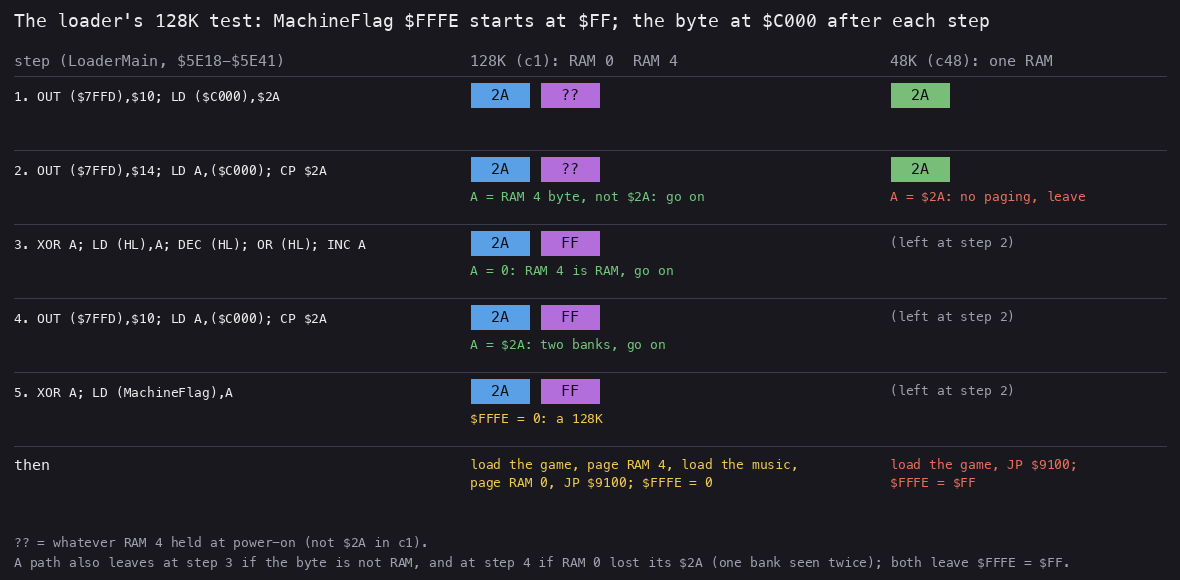 The loader's 128K test: MachineFlag $FFFE starts at $FF; the byte at $C000 after each step
step (LoaderMain, $5E18–$5E41) 128K (c1): RAM 0 RAM 4 48K (c48): one RAM
1. OUT ($7FFD),$10; LD ($C000),$2A 2A ?? 2A
2. OUT ($7FFD),$14; LD A,($C000); CP $2A 2A ?? 2A
A = RAM 4 byte, not $2A: go on A = $2A: no paging, leave
3. XOR A; LD (HL),A; DEC (HL); OR (HL); INC A 2A FF (left at step 2)
A = 0: RAM 4 is RAM, go on
4. OUT ($7FFD),$10; LD A,($C000); CP $2A 2A FF (left at step 2)
A = $2A: two banks, go on
5. XOR A; LD (MachineFlag),A 2A FF (left at step 2)
$FFFE = 0: a 128K
then load the game, page RAM 4, load the music, load the game, JP $9100;
page RAM 0, JP $9100; $FFFE = 0 $FFFE = $FF
?? = whatever RAM 4 held at power–on (not $2A in c1).
A path also leaves at step 3 if the byte is not RAM, and at step 4 if RAM 0 lost its $2A (one bank seen twice); both leave $FFFE = $FF.